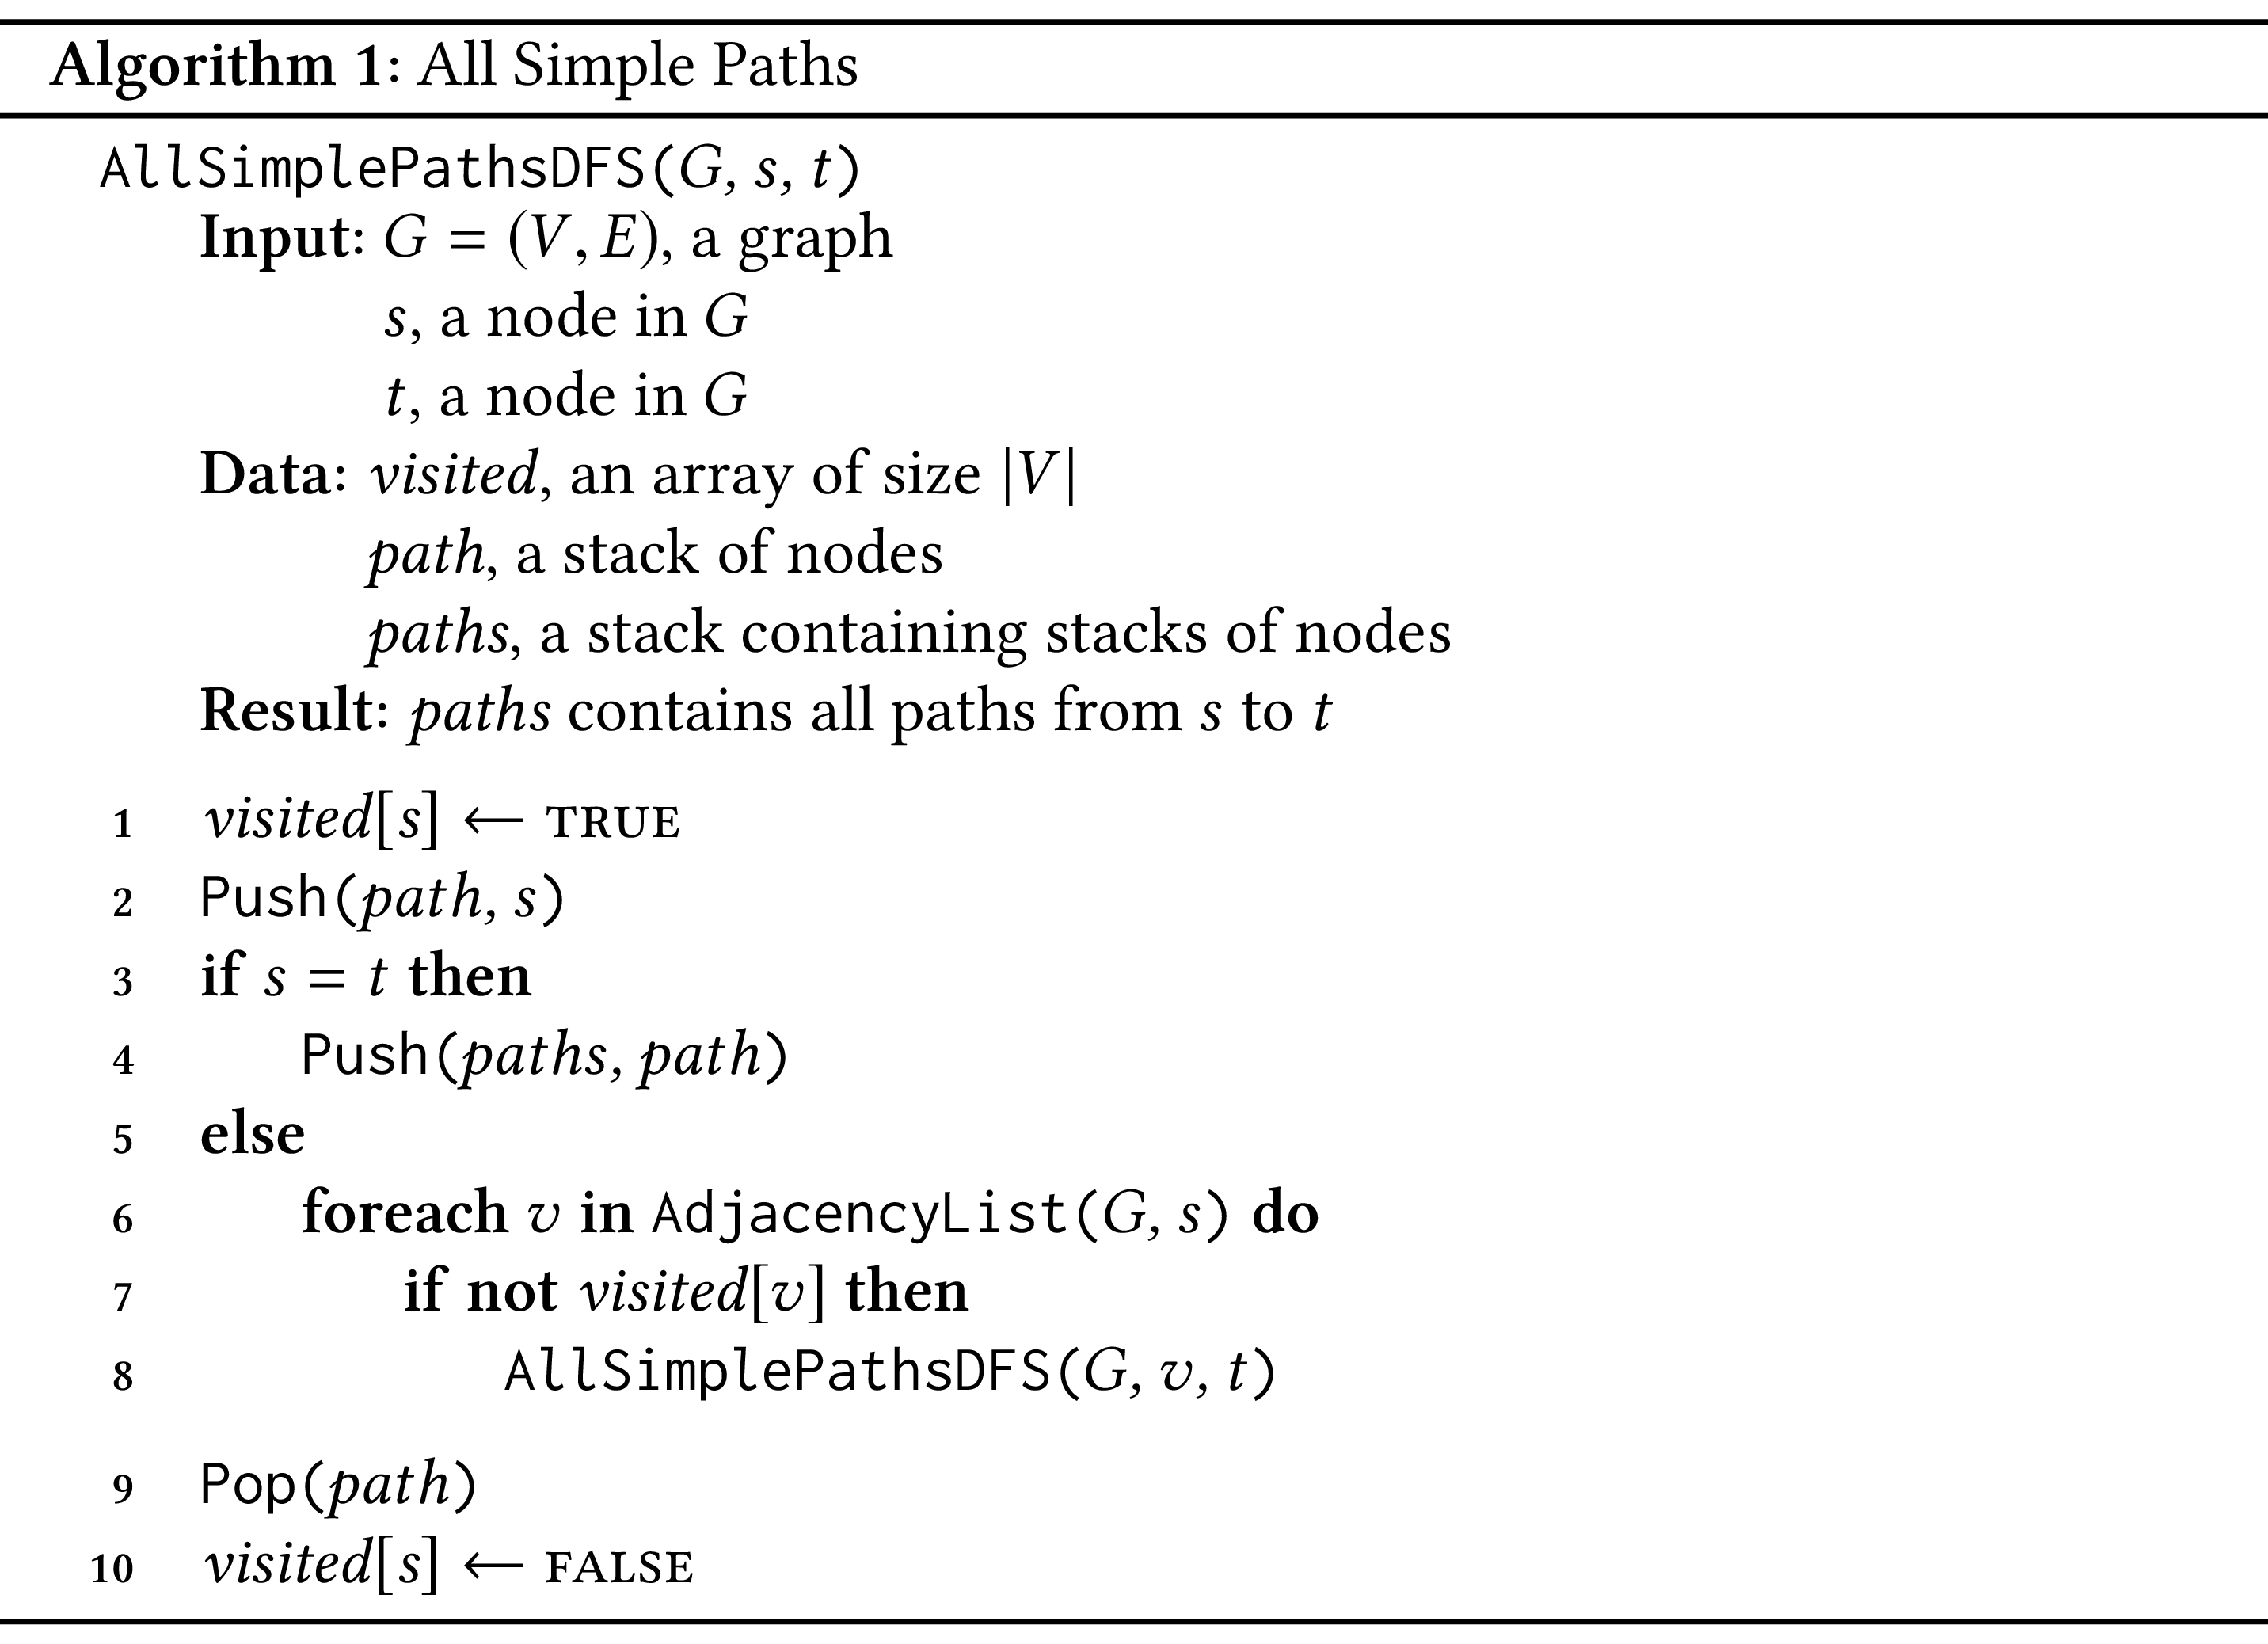 Algorithm 1: All Simple Paths
AllSimplePathsDFS(G, s, t)
Input: G = (V, E), a graph
s, a node in G
t, a node in G
Data: visited, an array of size |V|
path, a stack of nodes
paths, a stack containing stacks of nodes
Result: paths contains all paths from s to t
1 visited[s] ← TRUE
2 Push(path, s)
3 if s = t then
4 Push(paths, path)
5 else
6 foreach v in AdjacencyList(G, s) do
7 if not visited[v] then
8 AllSimplePathsDFS(G, v, t)
9 Pop(path)
10 visited[s] ← FALSE